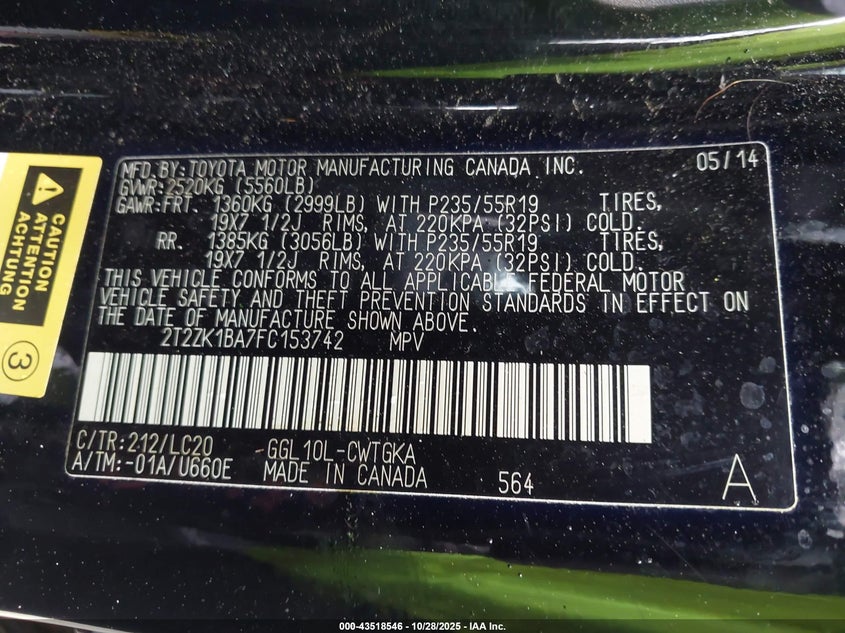 MFD.BY:TOYOTA MOTOR MANUFACTURING CANADA INC. 05/14
GVWR:2520KG (5560LB)
GAWR:FRT. 1360KG (2999LB) WITH P235/55R19 TIRES,
19X7 1/2J RIMS, AT 220KPA (32PSI) COLD.
RR. 1385KG (3056LB) WITH P235/55R19 TIRES,
19X7 1/2J RIMS, AT 220KPA (32PSI) COLD.
THIS VEHICLE CONFORMS TO ALL APPLICABLE FEDERAL MOTOR
VEHICLE SAFETY AND THEFT PREVENTION STANDARDS IN EFFECT ON
THE DATE OF MANUFACTURE SHOWN ABOVE.
2T2ZK1BA7FC153742 MPV
C/TR:212/LC20 GGL10L-CWTGKA
A/TM:-01A/U660E MADE IN CANADA 564 A
CAUTION
ATTENTION
ACHTUNG
3
000-43518546 - 10/28/2025 - IAA Inc.